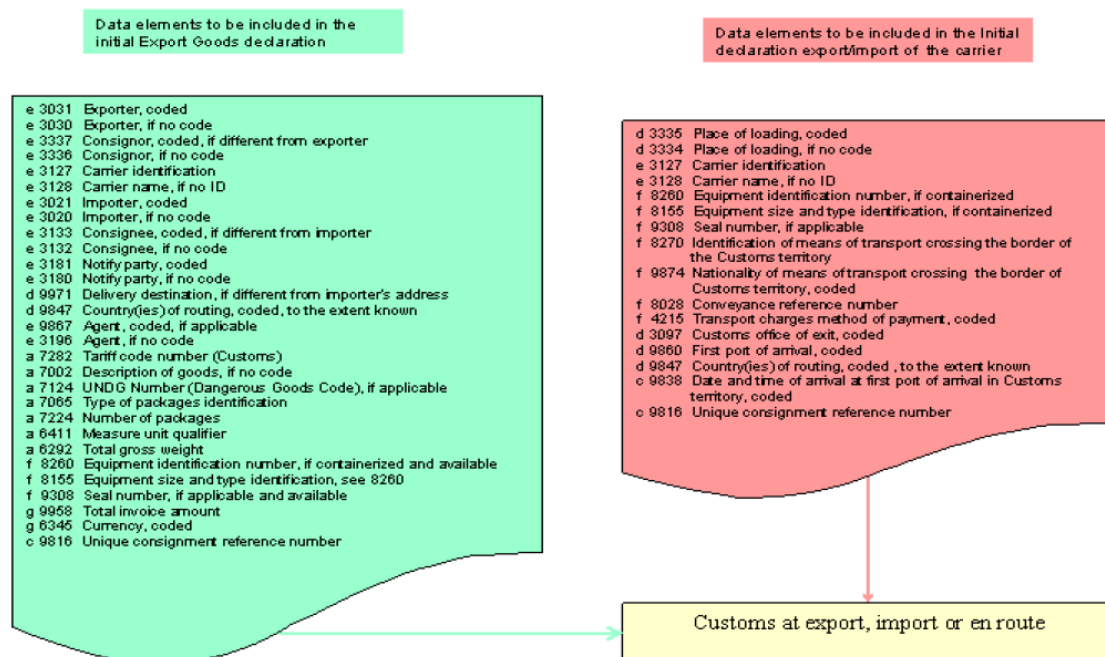 Data elements to be included in the
initial Export Goods declaration
Data elements to be included in the Initial
declaration export/import of the carrier
e 3031 Exporter, coded
e 3030 Exporter, if no code
e 3337 Consignor, coded, if different from exporter
e 3336 Consignor, if no code
e 3127 Carrier identification
e 3128 Carrier name, if no ID
e 3021 Importer, coded
e 3020 Importer, if no code
e 3133 Consignee, coded, if different from importer
e 3132 Consignee, if no code
e 3181 Notify party, coded
e 3180 Notify party, if no code
d 9971 Delivery destination, if different from importer's address
d 9847 Country(ies) of routing, coded, to the extent known
e 9867 Agent, coded, if applicable
e 3196 Agent, if no code
a 7282 Tariff code number (Customs)
a 7002 Description of goods, if no code
a 7124 UNDG Number (Dangerous Goods Code), if applicable
a 7065 Type of packages identification
a 7224 Number of packages
a 6411 Measure unit qualifier
a 6292 Total gross weight
f 8260 Equipment identification number, if containerized and available
f 8155 Equipment size and type identification, see 8260
f 9308 Seal number, if applicable and available
g 9958 Total invoice amount
g 6345 Currency, coded
c 9816 Unique consignment reference number
d 3335 Place of loading, coded
d 3334 Place of loading, if no code
e 3127 Carrier identification
e 3128 Carrier name, if no ID
f 8260 Equipment identification number, if containerized
f 8155 Equipment size and type identification, if containerized
f 9308 Seal number, if applicable
f 8270 Identification of means of transport crossing the border of
the Customs territory
f 9874 Nationality of means of transport crossing the border of
Customs territory, coded
f 8028 Conveyance reference number
f 4215 Transport charges method of payment, coded
d 3097 Customs office of exit, coded
d 9860 First port of arrival, coded
d 9847 Country(ies) of routing, coded , to the extent known
c 9838 Date and time of arrival at first port of arrival in Customs
territory, coded
c 9816 Unique consignment reference number
Customs at export, import or en route